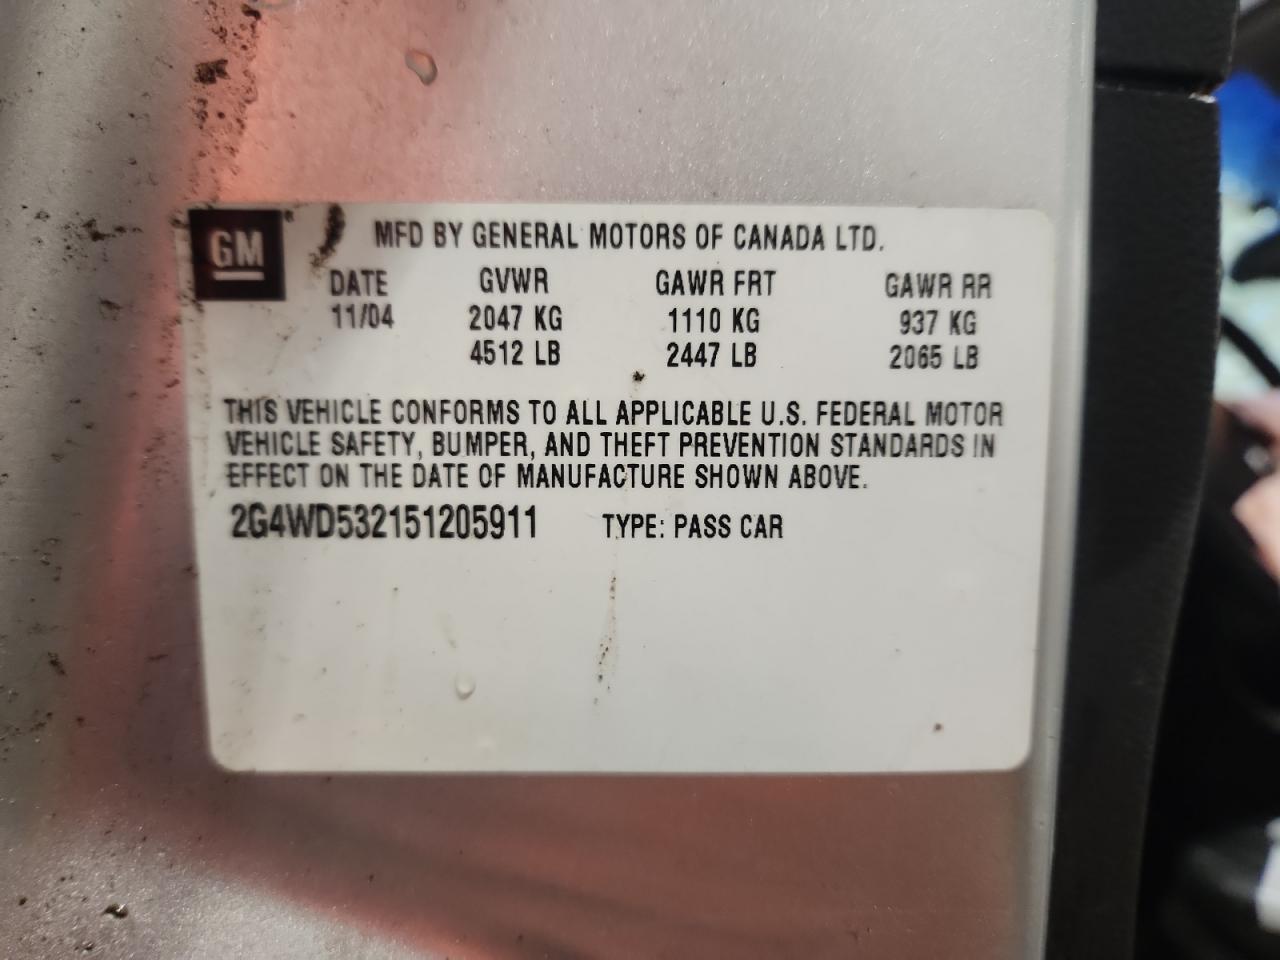 GM
MFD BY GENERAL MOTORS OF CANADA LTD.
DATE GVWR GAWR FRT GAWR RR
11/04 2047 KG 1110 KG 937 KG
4512 LB 2447 LB 2065 LB
THIS VEHICLE CONFORMS TO ALL APPLICABLE U.S. FEDERAL MOTOR
VEHICLE SAFETY, BUMPER, AND THEFT PREVENTION STANDARDS IN
EFFECT ON THE DATE OF MANUFACTURE SHOWN ABOVE.
2G4WD532151205911 TYPE: PASS CAR